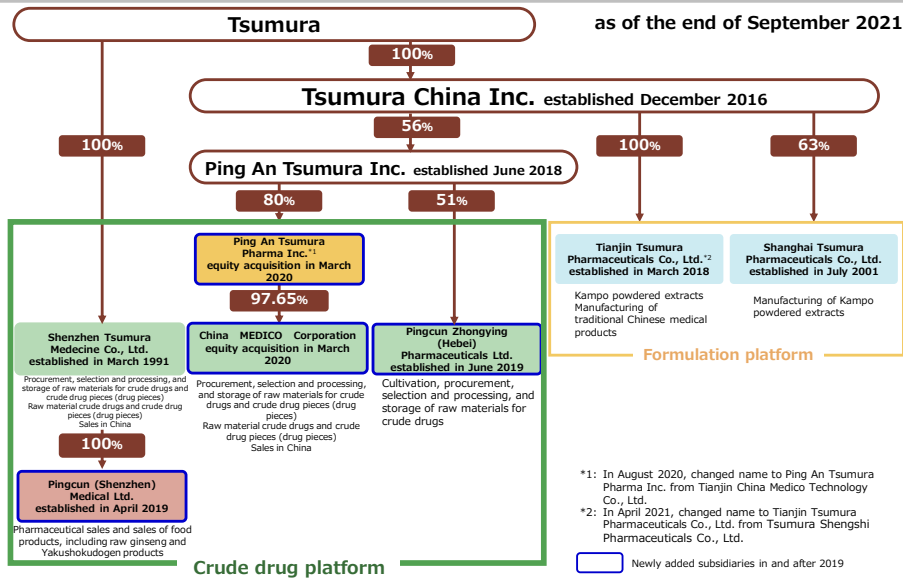 Tsumura
as of the end of September 2021
100%
Tsumura China Inc. established December 2016
100%
56%
100%
63%
Ping An Tsumura Inc. established June 2018
80%
51%
Ping An Tsumura
Pharma Inc.*1
equity acquisition in March
2020
Tianjin Tsumura
Pharmaceuticals Co., Ltd.*2
established in March 2018
Shanghai Tsumura
Pharmaceuticals Co., Ltd.
established in July 2001
97.65%
Kampo powdered extracts
Manufacturing of
traditional Chinese medical
products
Manufacturing of Kampo
powdered extracts
Shenzhen Tsumura
Medecine Co., Ltd.
established in March 1991
China MEDICO Corporation
equity acquisition in March
2020
Pingcun Zhongying
(Hebei)
Pharmaceuticals Ltd.
established in June 2019
Formulation platform
Procurement, selection and processing, and
storage of raw materials for crude drugs and
crude drug pieces (drug pieces)
Raw material crude drugs and crude drug
pieces (drug pieces)
Sales in China
Procurement, selection and processing,
and storage of raw materials for crude
drugs and crude drug pieces (drug
pieces)
Raw material crude drugs and crude
drug pieces (drug pieces)
Sales in China
Cultivation, procurement,
selection and processing, and
storage of raw materials for
crude drugs
100%
Pingcun (Shenzhen)
Medical Ltd.
established in April 2019
Pharmaceutical sales and sales of food
products, including raw ginseng and
Yakushokudogen products
Crude drug platform
*1: In August 2020, changed name to Ping An Tsumura
Pharma Inc. from Tianjin China Medico Technology
Co., Ltd.
*2: In April 2021, changed name to Tianjin Tsumura
Pharmaceuticals Co., Ltd. from Tsumura Shengshi
Pharmaceuticals Co., Ltd.
Newly added subsidiaries in and after 2019